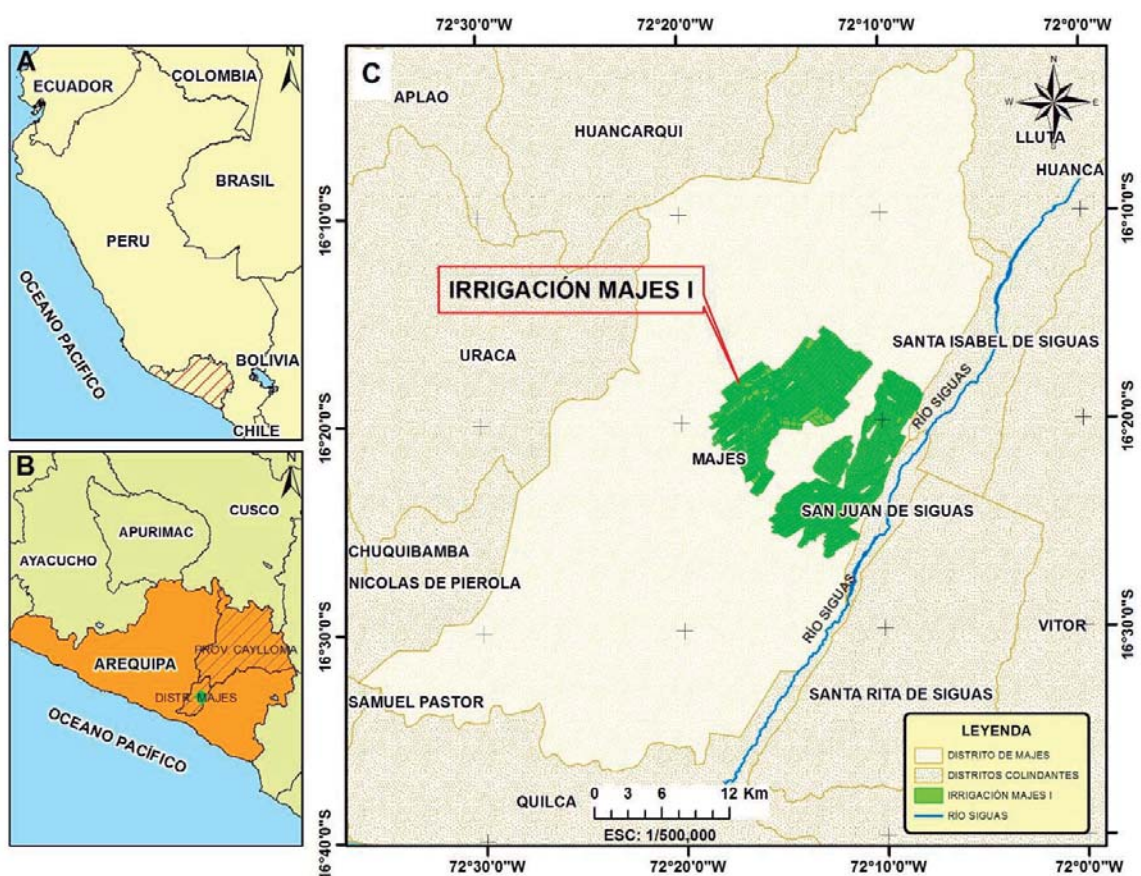 A
N
ECUADOR
COLOMBIA
BRASIL
PERU
OCEANO PACIFICO
BOLIVIA
CHILE
B
N
CUSCO
APURIMAC
AYACUCHO
PROV. CAYLLOMA
AREQUIPA
DISTR. MAJES
OCEANO PACÍFICO
72°30'0"W
72°20'0"W
72°10'0"W
72°0'0"W
C
N
W
E
S
APLAO
HUANCARQUI
LLUTA
HUANCA
16°10'0"S
16°10'0"S
IRRIGACIÓN MAJES I
URACA
SANTA ISABEL DE SIGUAS
RÍO SIGUAS
16°20'0"S
16°20'0"S
MAJES
SAN JUAN DE SIGUAS
CHUQUIBAMBA
NICOLAS DE PIEROLA
RÍO SIGUAS
VITOR
16°30'0"S
16°30'0"S
SAMUEL PASTOR
SANTA RITA DE SIGUAS
QUILCA
0 3 6 12 Km
ESC: 1/500,000
LEYENDA
DISTRITO DE MAJES
DISTRITOS COLINDANTES
IRRIGACIÓN MAJES I
RÍO SIGUAS
16°40'0"S
72°30'0"W
72°20'0"W
72°10'0"W
72°0'0"W